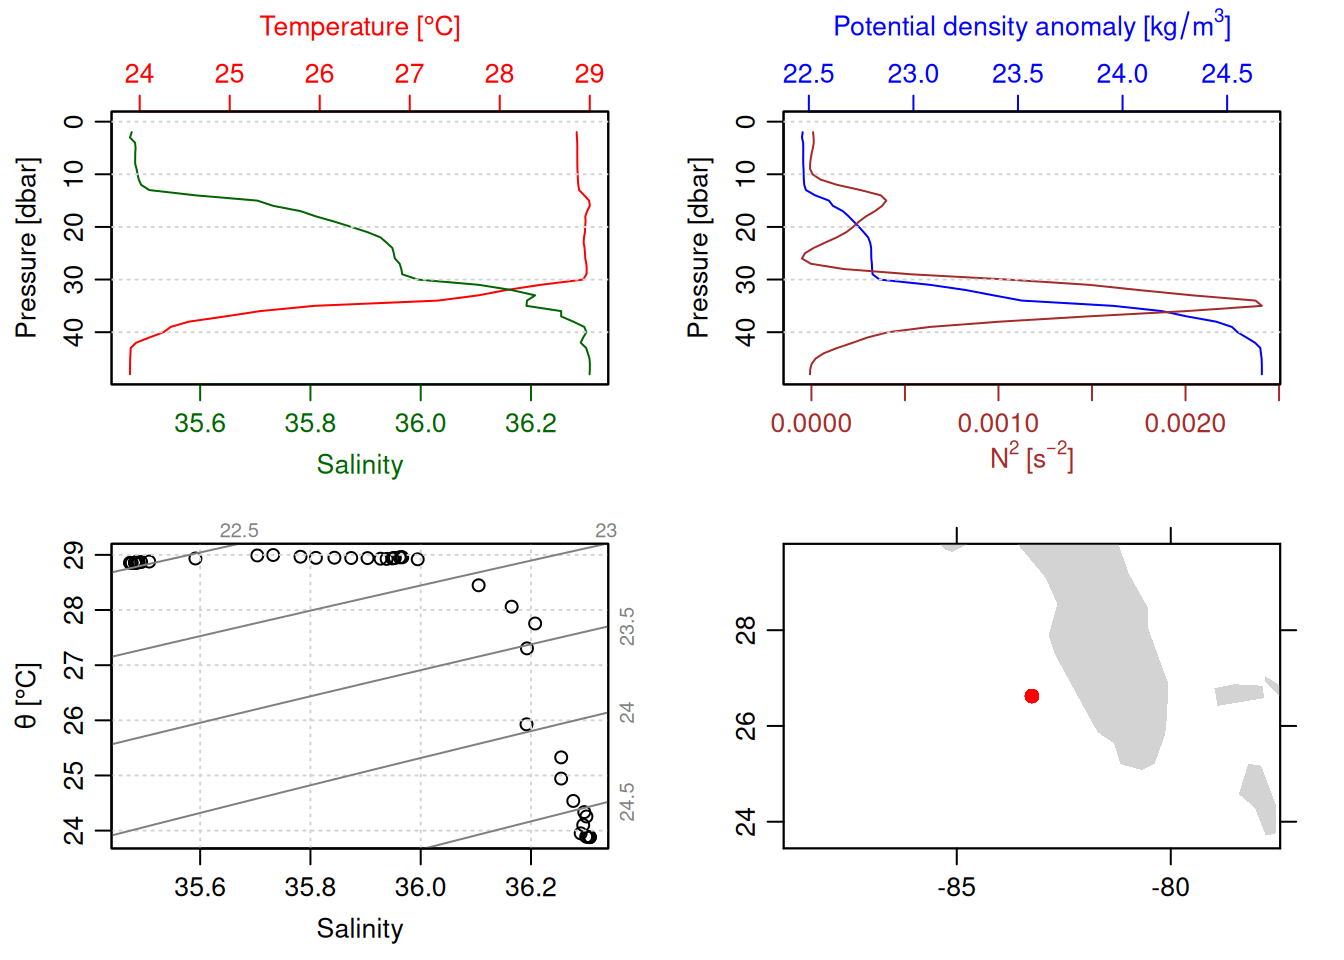 Temperature [°C]
24 25 26 27 28 29
Pressure [dbar]
0 10 20 30 40
35.6 35.8 36.0 36.2
Salinity
Potential density anomaly [kg/m³]
22.5 23.0 23.5 24.0 24.5
Pressure [dbar]
0 10 20 30 40
0.0000 0.0010 0.0020
N² [s⁻²]
22.5 23
θ [°C]
29 28 27 26 25 24
23.5
24
24.5
35.6 35.8 36.0 36.2
Salinity
28 26 24
-85 -80